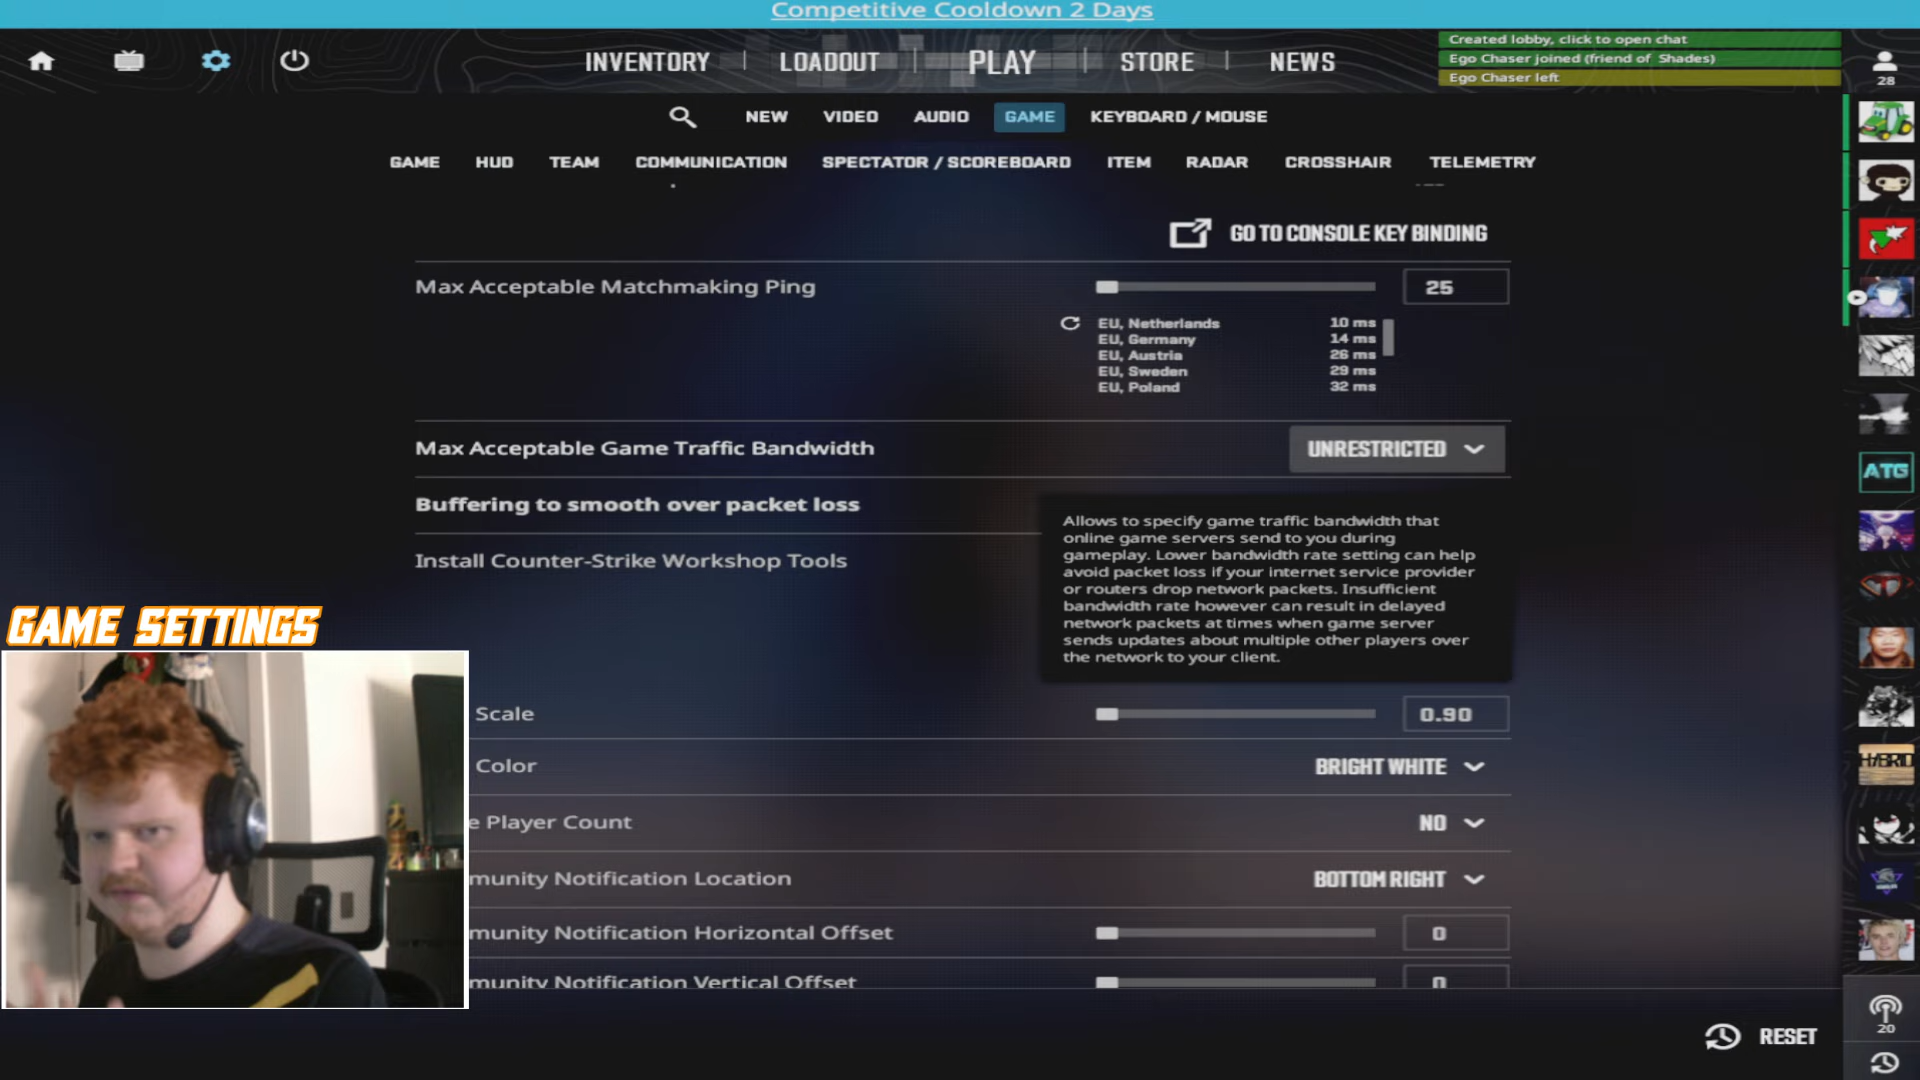 Competitive Cooldown 2 Days
INVENTORY
LOADOUT
PLAY
STORE
NEWS
Created lobby, click to open chat
Ego Chaser joined (friend of Shades)
Ego Chaser left
28
NEW
VIDEO
AUDIO
GAME
KEYBOARD / MOUSE
GAME
HUD
TEAM
COMMUNICATION
SPECTATOR / SCOREBOARD
ITEM
RADAR
CROSSHAIR
TELEMETRY
GO TO CONSOLE KEY BINDING
Max Acceptable Matchmaking Ping
25
EU, Netherlands 10 ms
EU, Germany 14 ms
EU, Austria 26 ms
EU, Sweden 29 ms
EU, Poland 32 ms
Max Acceptable Game Traffic Bandwidth
UNRESTRICTED
Buffering to smooth over packet loss
Install Counter-Strike Workshop Tools
Allows to specify game traffic bandwidth that
online game servers send to you during
gameplay. Lower bandwidth rate setting can help
avoid packet loss if your internet service provider
or routers drop network packets. Insufficient
bandwidth rate however can result in delayed
network packets at times when game server
sends updates about multiple other players over
the network to your client.
GAME SETTINGS
Scale
0.90
Color
BRIGHT WHITE
e Player Count
NO
munity Notification Location
BOTTOM RIGHT
munity Notification Horizontal Offset
0
munity Notification Vertical Offset
0
RESET
ATG
HYBRID
20